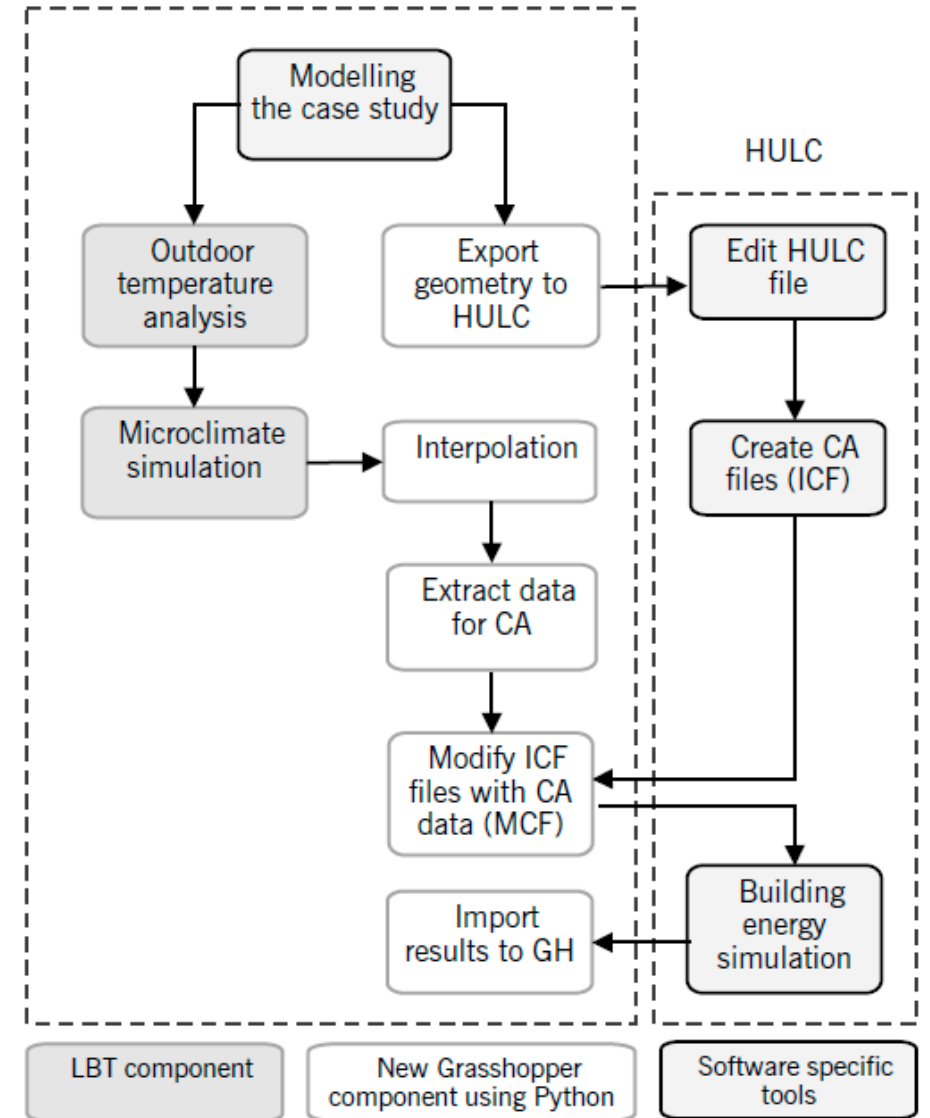 Modelling
the case study
HULC
Outdoor
temperature
analysis
Export
geometry to
HULC
Edit HULC
file
Microclimate
simulation
Interpolation
Create CA
files (ICF)
Extract data
for CA
Modify ICF
files with CA
data (MCF)
Import
results to GH
Building
energy
simulation
LBT component
New Grasshopper
component using Python
Software specific
tools